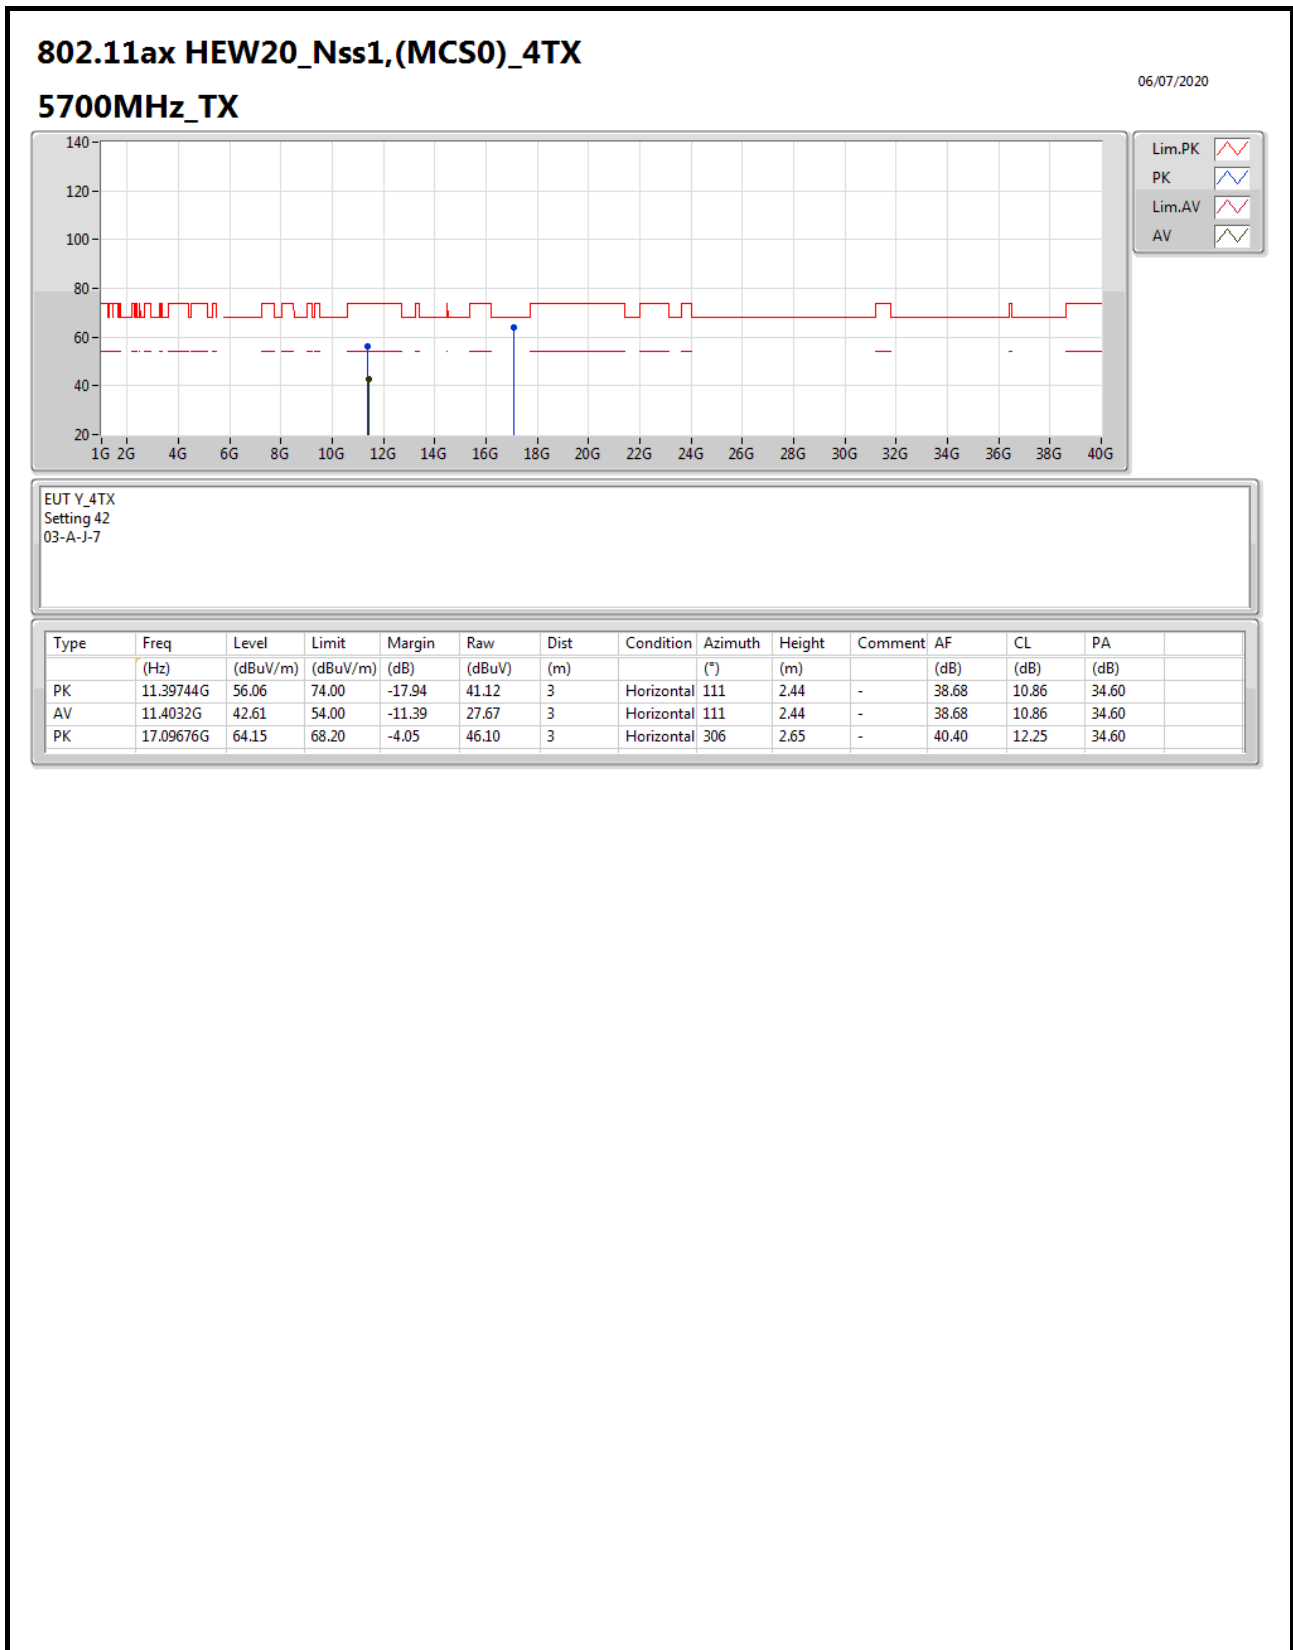 802.11ax HEW20_Nss1,(MCS0)_4TX
06/07/2020
5700MHz_TX
140
120
100
80
60
40
20
1G 2G 4G 6G 8G 10G 12G 14G 16G 18G 20G 22G 24G 26G 28G 30G 32G 34G 36G 38G 40G
Lim.PK
PK
Lim.AV
AV
EUT Y_4TX
Setting 42
03-A-J-7
Type Freq Level Limit Margin Raw Dist Condition Azimuth Height Comment AF CL PA
(Hz) (dBuV/m) (dBuV/m) (dB) (dBuV) (m) (°) (m) (dB) (dB) (dB)
PK 11.39744G 56.06 74.00 -17.94 41.12 3 Horizontal 111 2.44 - 38.68 10.86 34.60
AV 11.4032G 42.61 54.00 -11.39 27.67 3 Horizontal 111 2.44 - 38.68 10.86 34.60
PK 17.09676G 64.15 68.20 -4.05 46.10 3 Horizontal 306 2.65 - 40.40 12.25 34.60